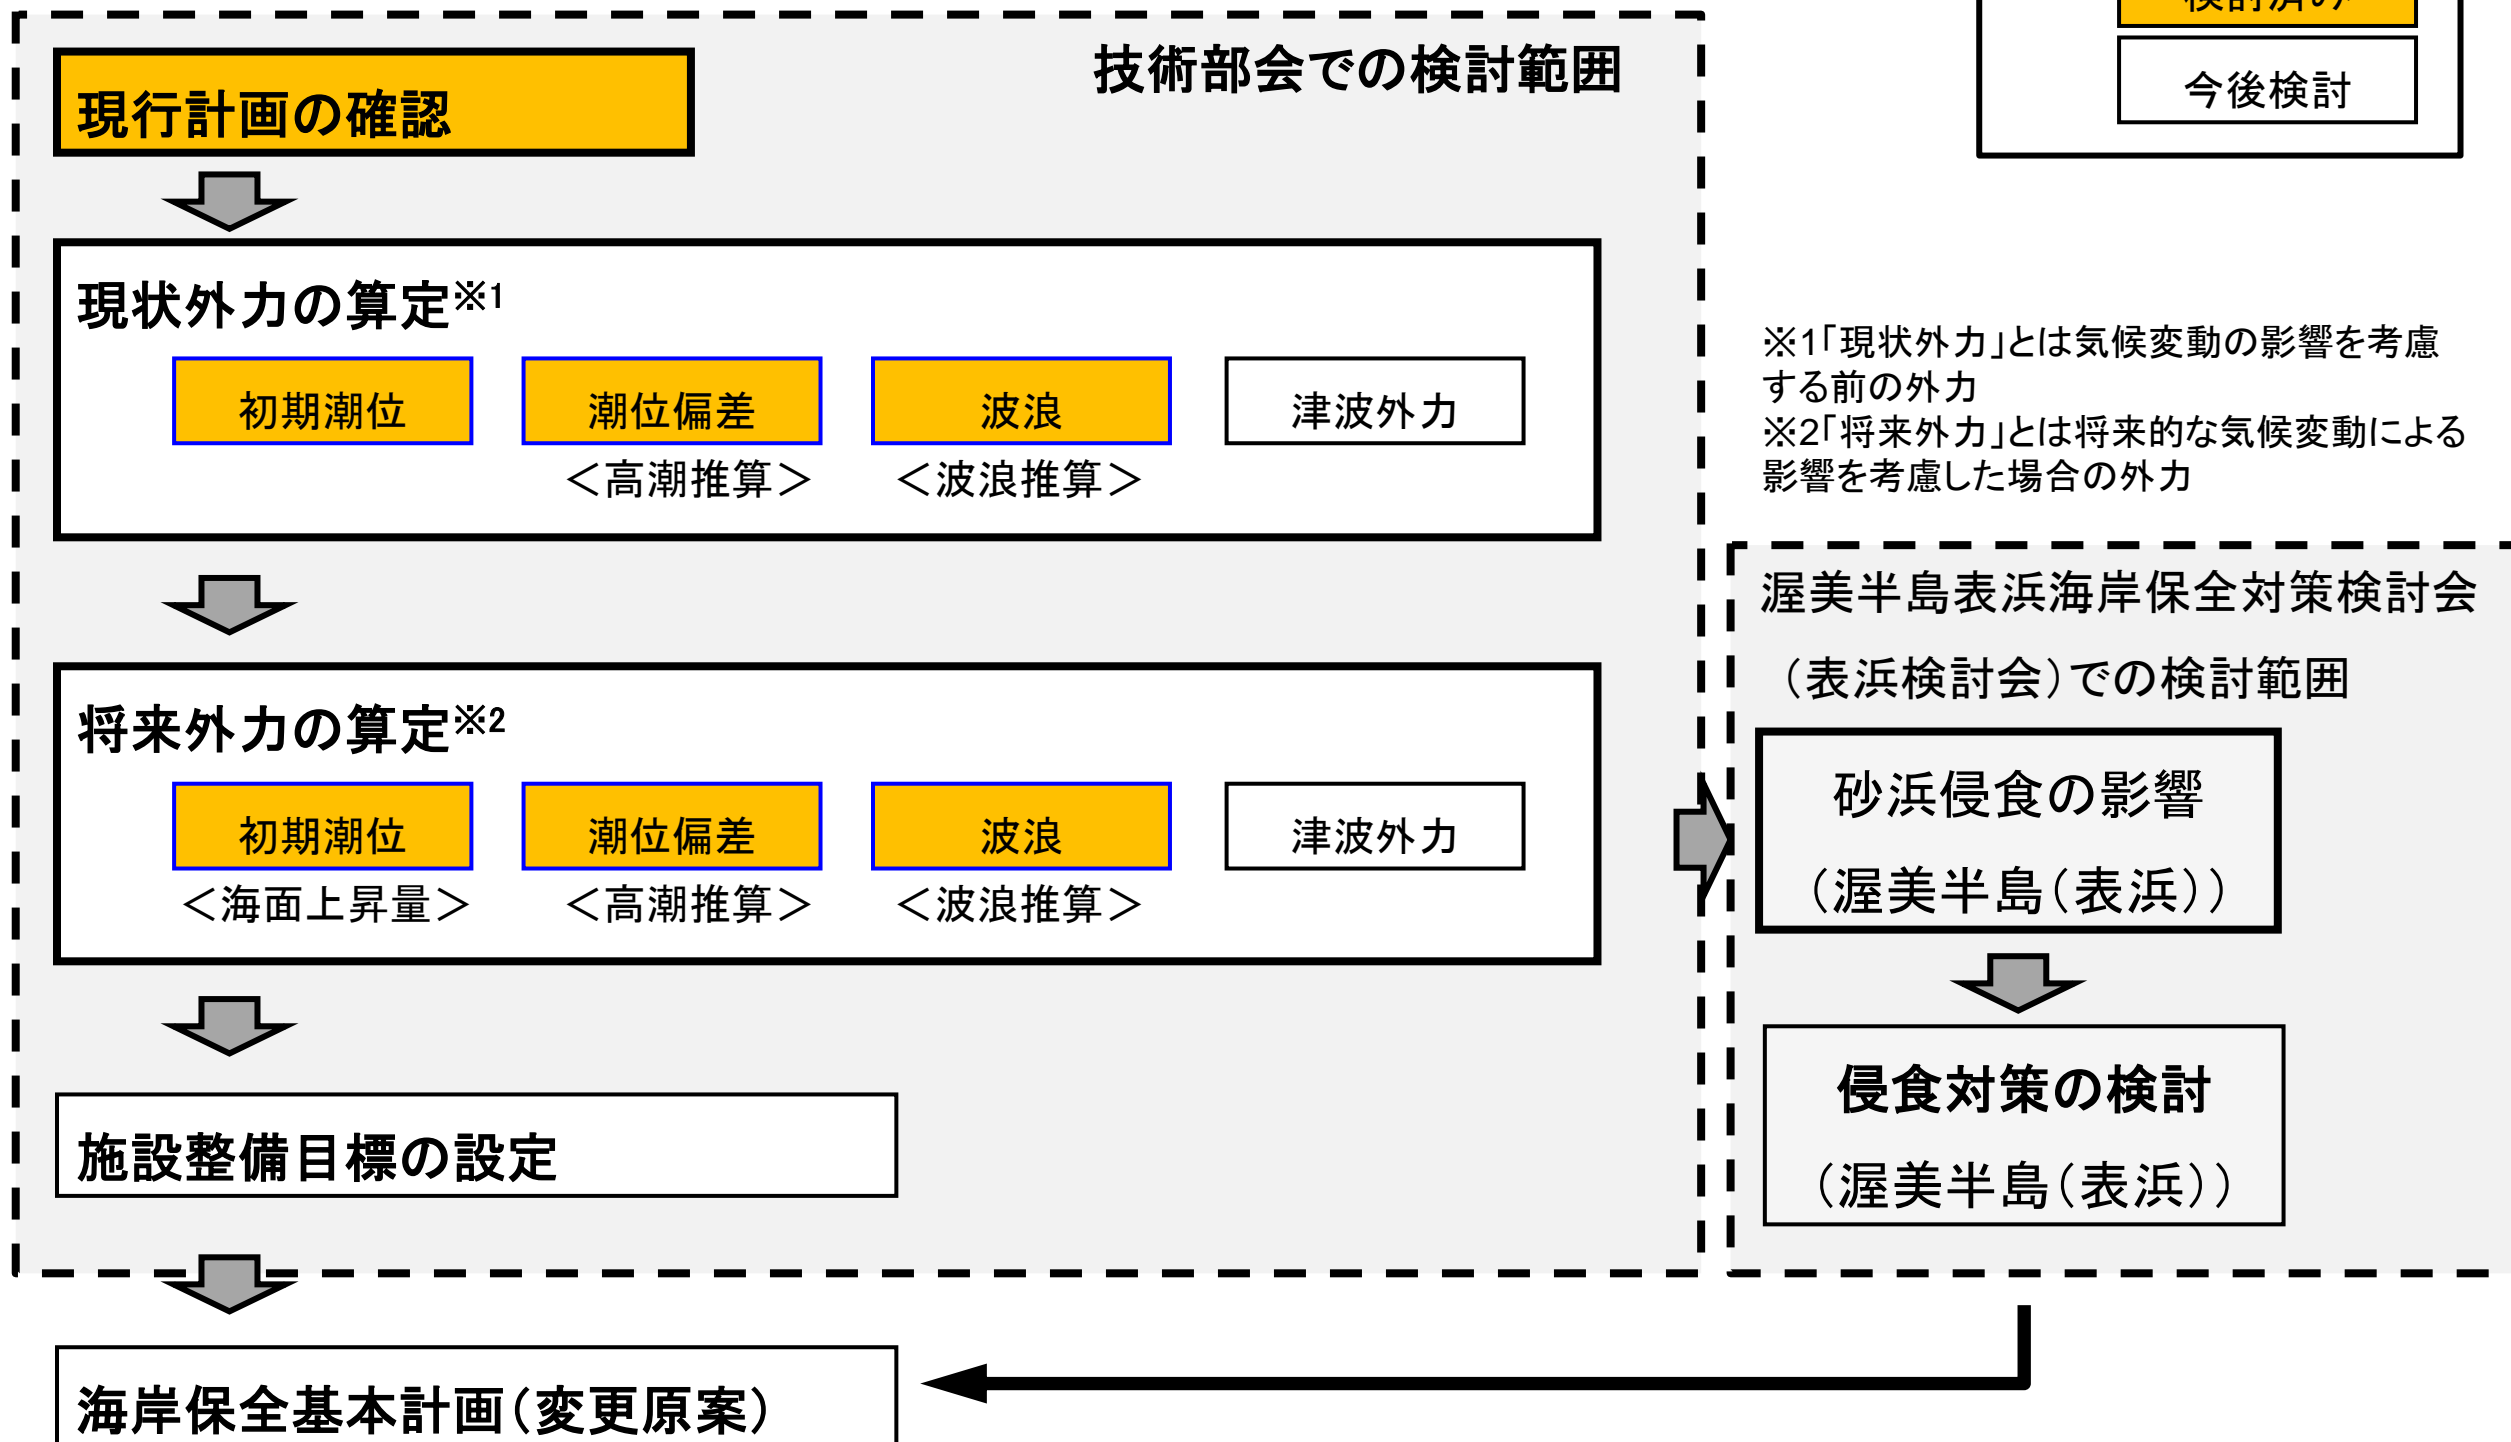 技術部会での検討範囲
現行計画の確認
検討済み
今後検討
現状外力の算定※1
初期潮位
潮位偏差
波浪
津波外力
＜高潮推算＞
＜波浪推算＞
※1「現状外力」とは気候変動の影響を考慮
する前の外力
※2「将来外力」とは将来的な気候変動による
影響を考慮した場合の外力
将来外力の算定※2
初期潮位
潮位偏差
波浪
津波外力
＜海面上昇量＞
＜高潮推算＞
＜波浪推算＞
渥美半島表浜海岸保全対策検討会
（表浜検討会）での検討範囲
砂浜侵食の影響
（渥美半島（表浜））
侵食対策の検討
（渥美半島（表浜））
施設整備目標の設定
海岸保全基本計画（変更原案）